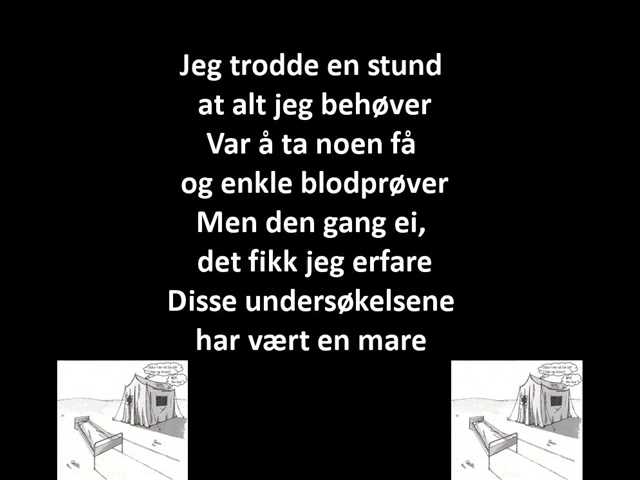 Jeg trodde en stund
at alt jeg behøver
Var å ta noen få
og enkle blodprøver
Men den gang ei,
det fikk jeg erfare
Disse undersøkelsene
har vært en mare